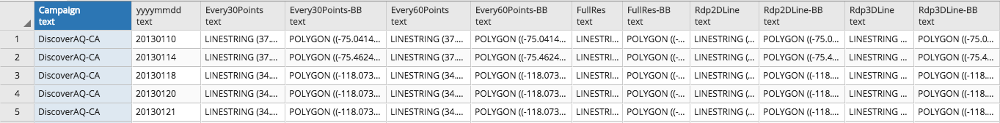 Campaign yyyymmdd Every30Points Every30Points-BB Every60Points Every60Points-BB FullRes FullRes-BB Rdp2DLine Rdp2DLine-BB Rdp3DLine Rdp3DLine-BB
text text text text text text text text text text text text
1 DiscoverAQ-CA 20130110 LINESTRING (37.... POLYGON ((-75.0414... LINESTRING (37.... POLYGON ((-75.0414... LINESTRI... POLYGON ((-... LINESTRING (... POLYGON ((-75.0... LINESTRING ... POLYGON ((-75.0...
2 DiscoverAQ-CA 20130114 LINESTRING (37.... POLYGON ((-75.4624... LINESTRING (37.... POLYGON ((-75.4624... LINESTRI... POLYGON ((-... LINESTRING (... POLYGON ((-75.4... LINESTRING ... POLYGON ((-75.4...
3 DiscoverAQ-CA 20130118 LINESTRING (34.... POLYGON ((-118.073... LINESTRING (34.... POLYGON ((-118.073... LINESTRI... POLYGON ((-... LINESTRING (... POLYGON ((-118.... LINESTRING ... POLYGON ((-118....
4 DiscoverAQ-CA 20130120 LINESTRING (34.... POLYGON ((-118.073... LINESTRING (34.... POLYGON ((-118.073... LINESTRI... POLYGON ((-... LINESTRING (... POLYGON ((-118.... LINESTRING ... POLYGON ((-118....
5 DiscoverAQ-CA 20130121 LINESTRING (34.... POLYGON ((-118.073... LINESTRING (34.... POLYGON ((-118.073... LINESTRI... POLYGON ((-... LINESTRING (... POLYGON ((-118.... LINESTRING ... POLYGON ((-118....